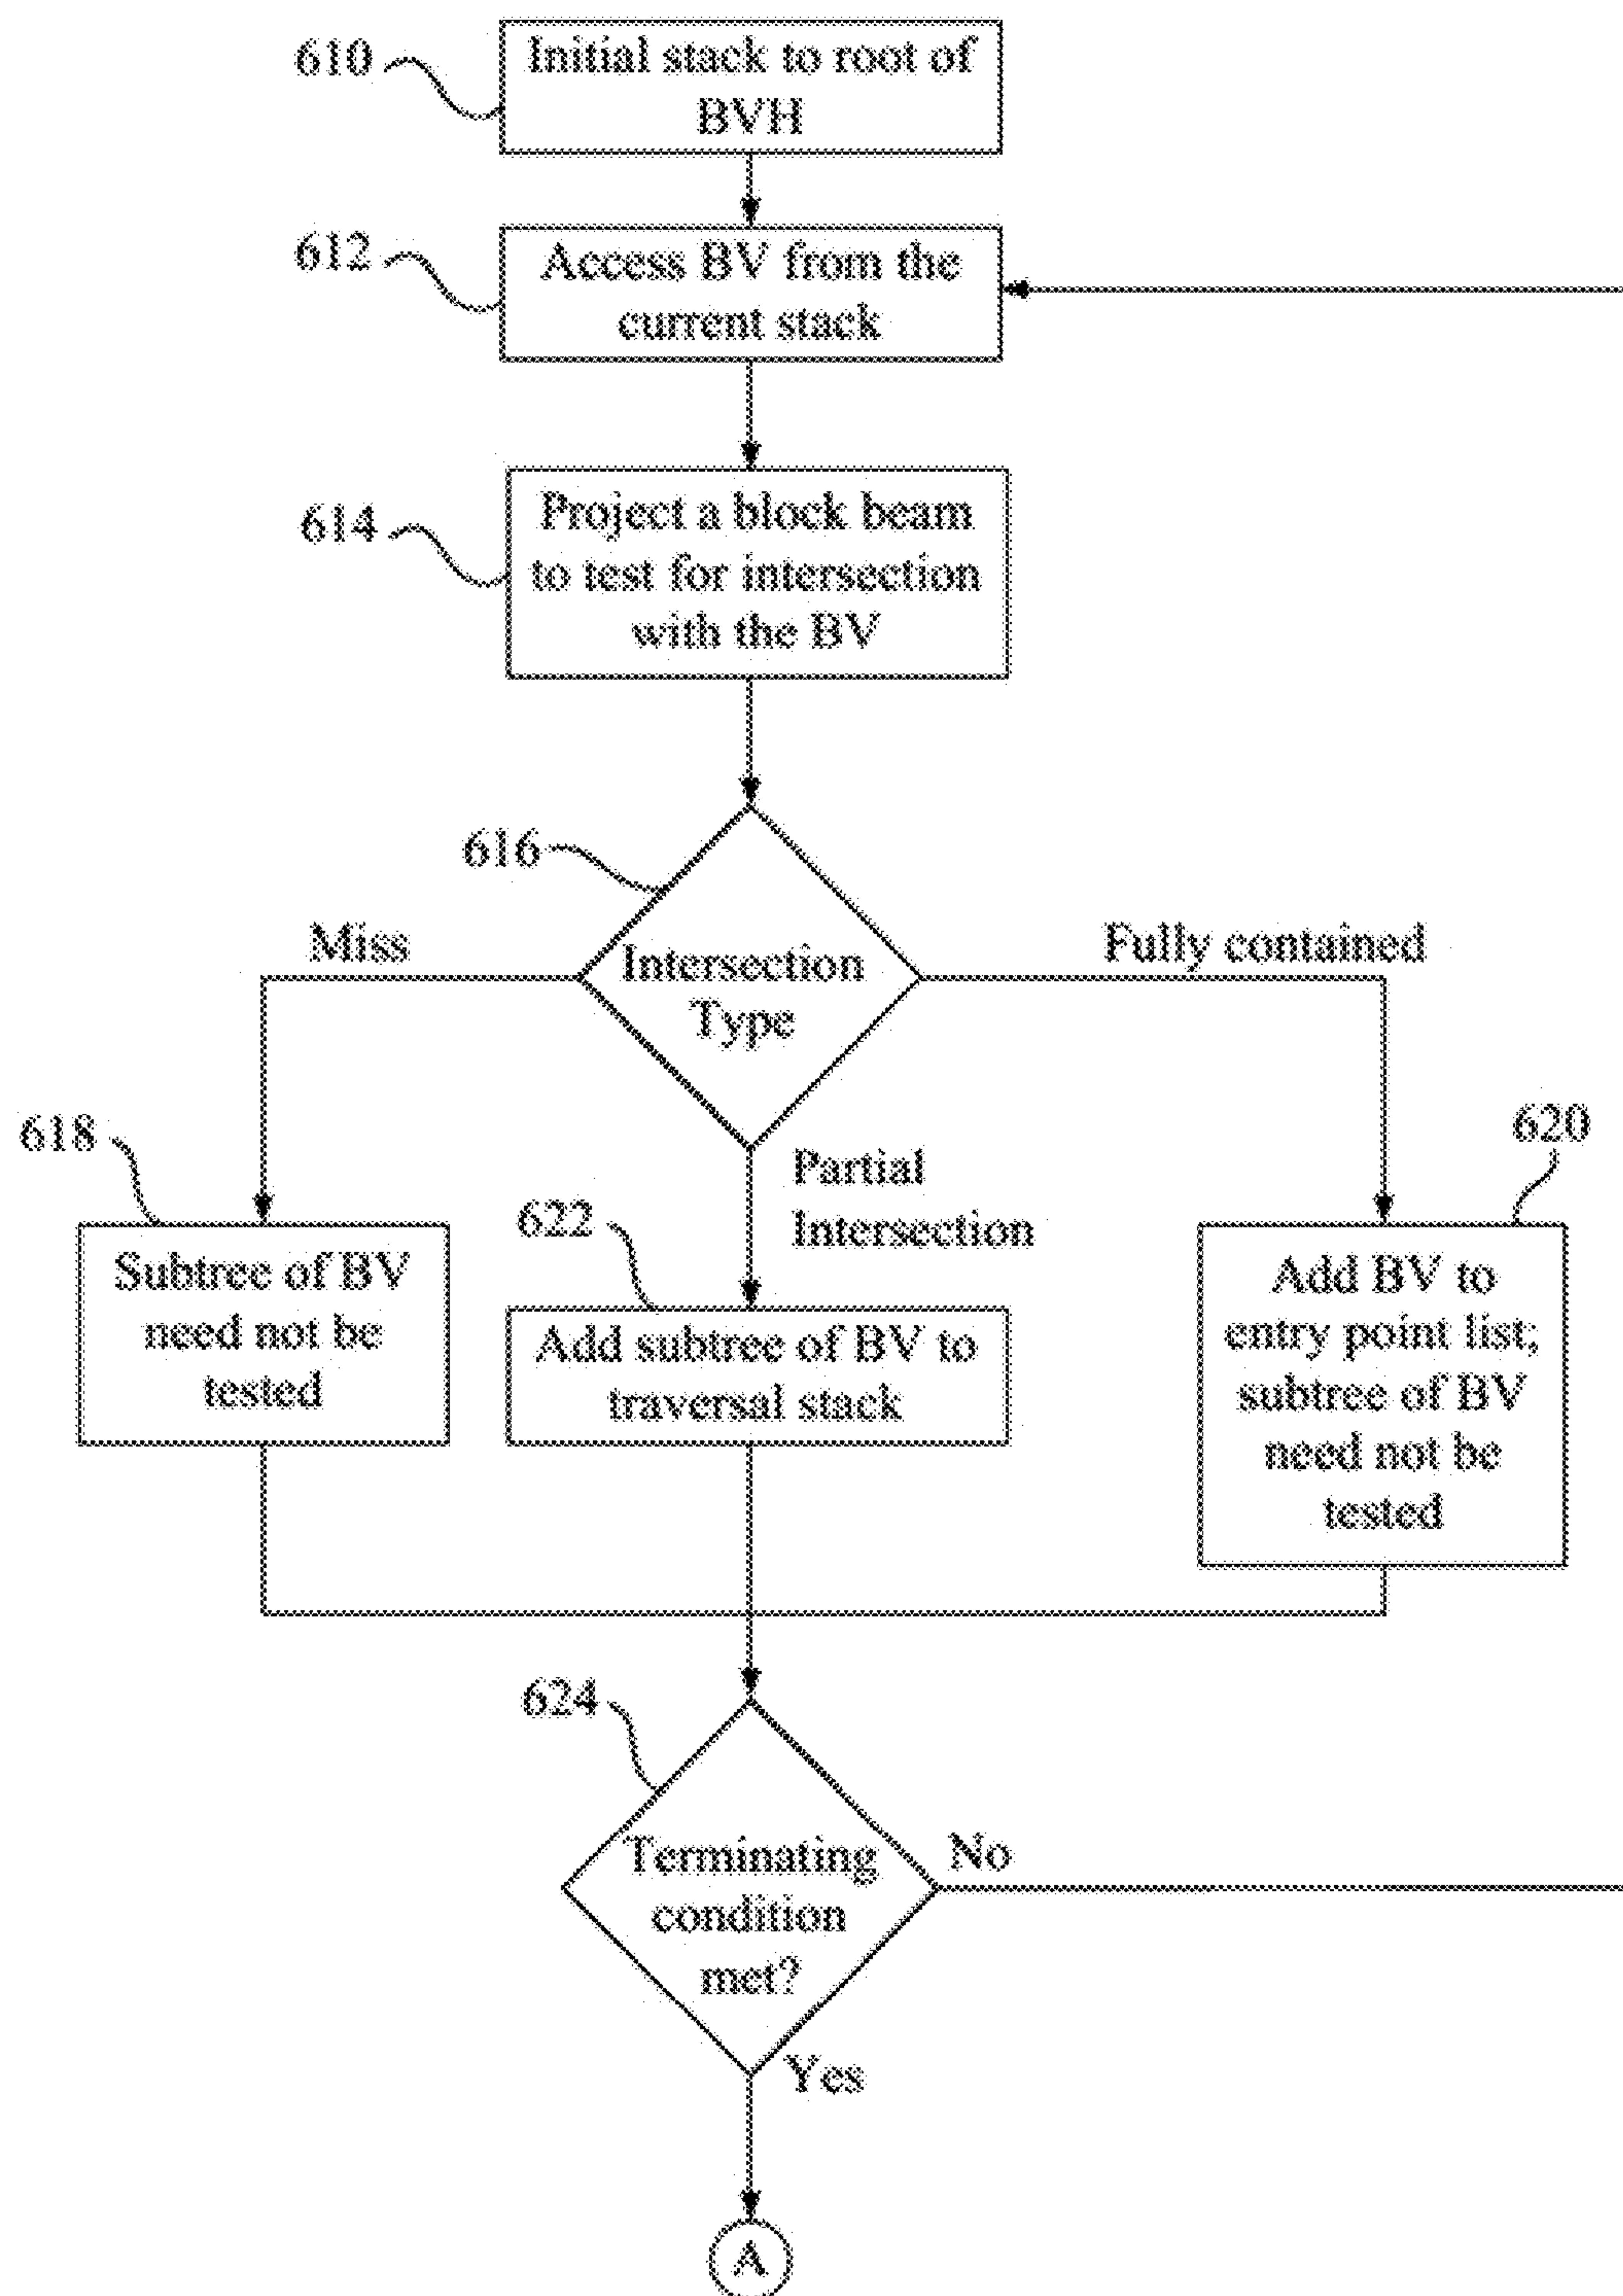 610
Initial stack to root of
BVH
612
Access BV from the
current stack
614
Project a block beam
to test for intersection
with the BV
616
Intersection
Type
Miss
Fully contained
Partial
Intersection
618
Subtree of BV
need not be
tested
622
Add subtree of BV to
traversal stack
620
Add BV to
entry point list;
subtree of BV
need not be
tested
624
Terminating
condition
met?
No
Yes
A